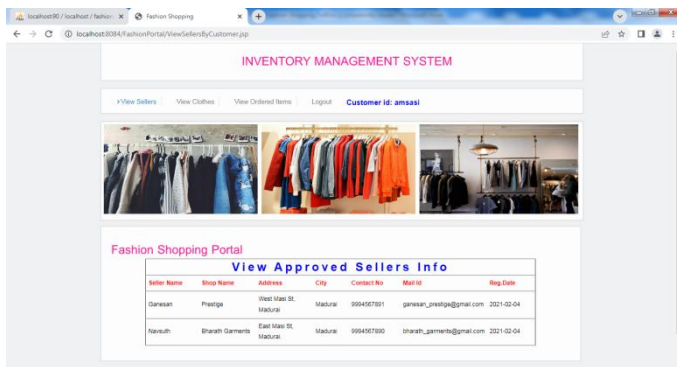 localhost:90 / localhost / fashion
Fashion Shopping
localhost:8084/FashionPortal/ViewSellersByCustomer.jsp
INVENTORY MANAGEMENT SYSTEM
View Sellers View Clothes View Ordered Items Logout Customer id: amsasi
Fashion Shopping Portal
View Approved Sellers Info
Seller Name Shop Name Address City Contact No Mail Id Reg.Date
Ganesan Prestige West Masi St, Madurai Madurai 9994567891 ganesan_prestige@gmail.com 2021-02-04
Navsuth Bharath Garments East Masi St, Madurai Madurai 9994567890 bharath_garments@gmail.com 2021-02-04